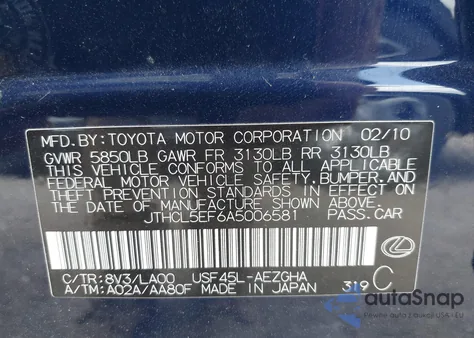 MFD. BY: TOYOTA MOTOR CORPORATION 02/10
GVWR 5850LB GAWR FR 3130LB RR 3130LB
THIS VEHICLE CONFORMS TO ALL APPLICABLE
FEDERAL MOTOR VEHICLE SAFETY, BUMPER, AND
THEFT PREVENTION STANDARDS IN EFFECT ON
THE DATE OF MANUFACTURE SHOWN ABOVE.
JTHCL5EF6A5006581 PASS. CAR
C/TR: 8V3/LA00 USF45L-AEZGHA
A/TM: A02A/AA80F MADE IN JAPAN 319 C
autoSnap